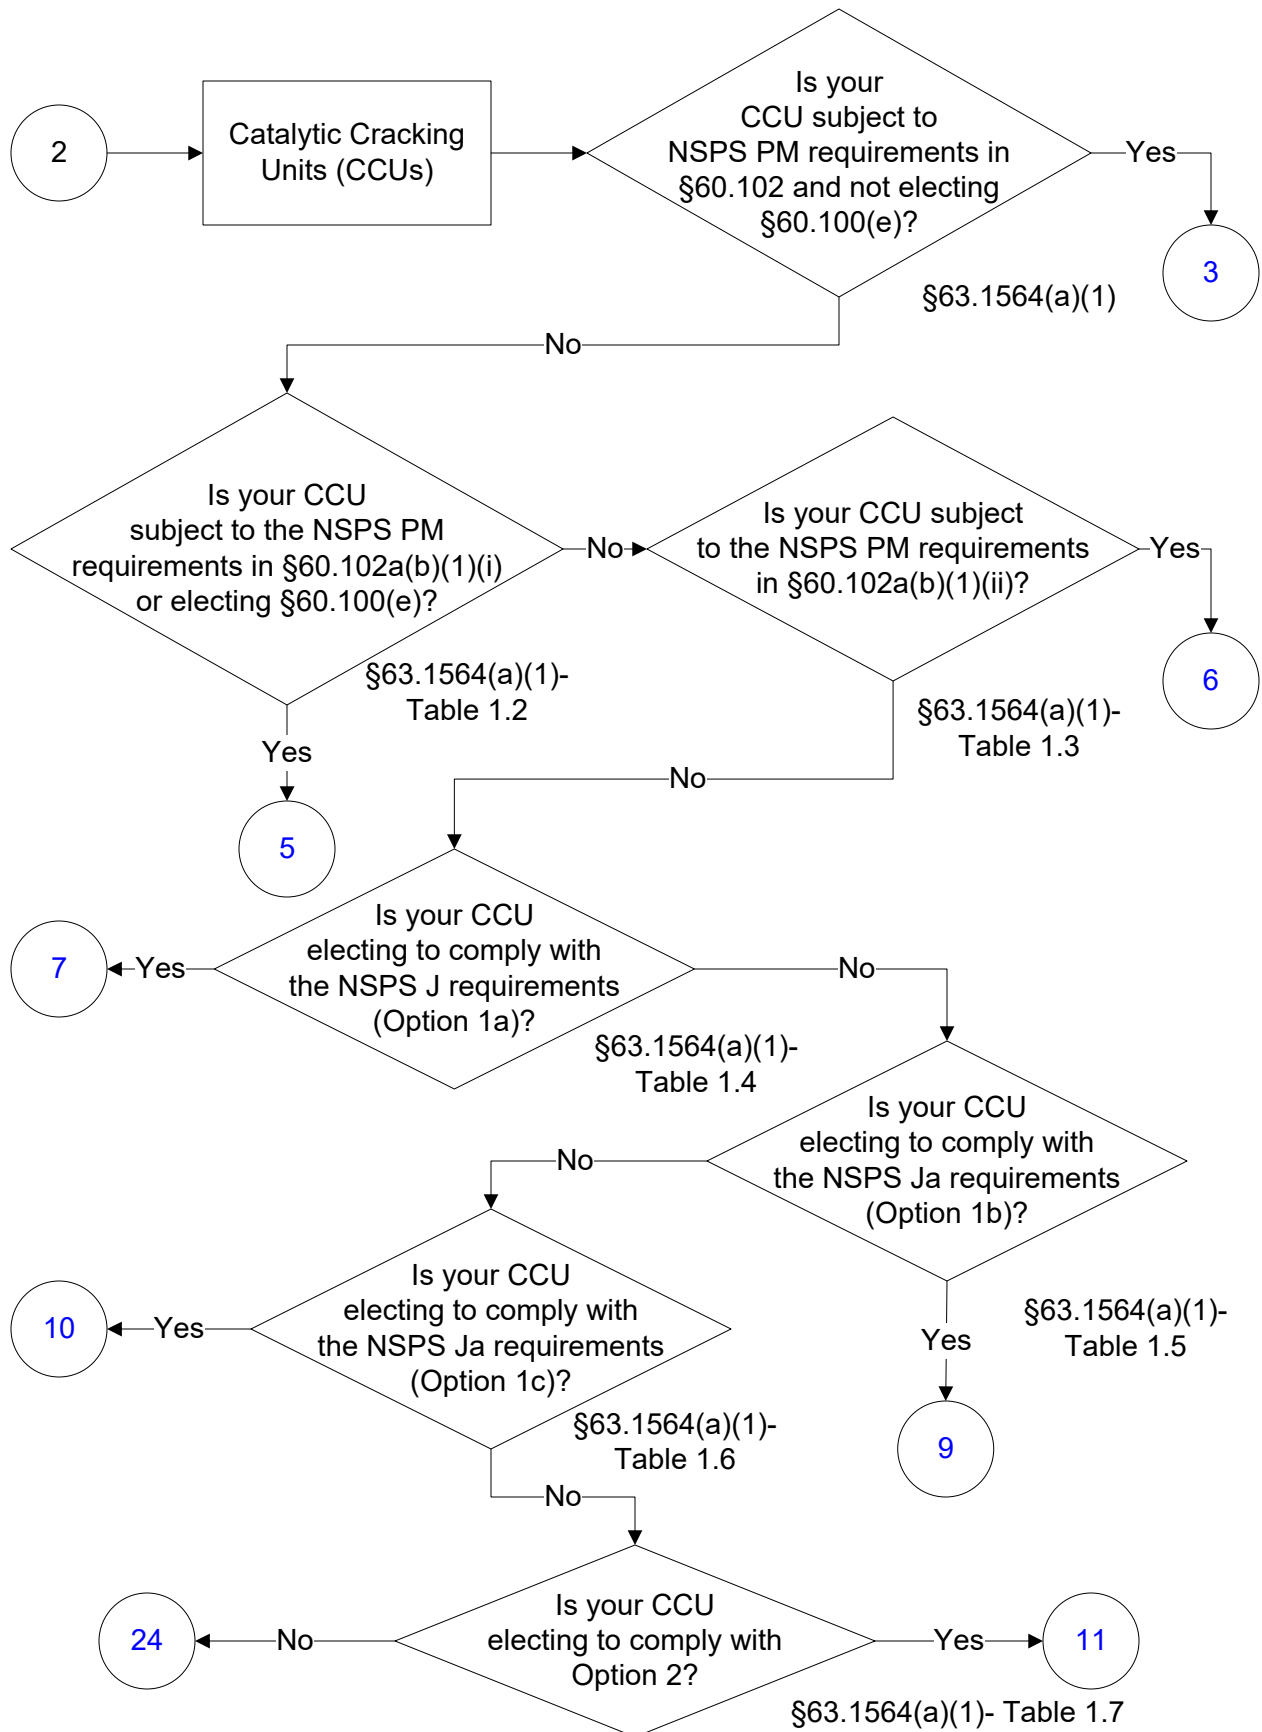 2
Catalytic Cracking
Units (CCUs)
Is your
CCU subject to
NSPS PM requirements in
§60.102 and not electing
§60.100(e)?
Yes
3
§63.1564(a)(1)
No
Is your CCU
subject to the NSPS PM
requirements in §60.102a(b)(1)(i)
or electing §60.100(e)?
No
Is your CCU subject
to the NSPS PM requirements
in §60.102a(b)(1)(ii)?
Yes
6
§63.1564(a)(1)-
Table 1.2
§63.1564(a)(1)-
Table 1.3
Yes
5
No
Is your CCU
electing to comply with
the NSPS J requirements
(Option 1a)?
Yes
7
No
§63.1564(a)(1)-
Table 1.4
Is your CCU
electing to comply with
the NSPS Ja requirements
(Option 1b)?
No
Yes
9
§63.1564(a)(1)-
Table 1.5
Is your CCU
electing to comply with
the NSPS Ja requirements
(Option 1c)?
Yes
10
§63.1564(a)(1)-
Table 1.6
No
Is your CCU
electing to comply with
Option 2?
No
24
Yes
11
§63.1564(a)(1)- Table 1.7